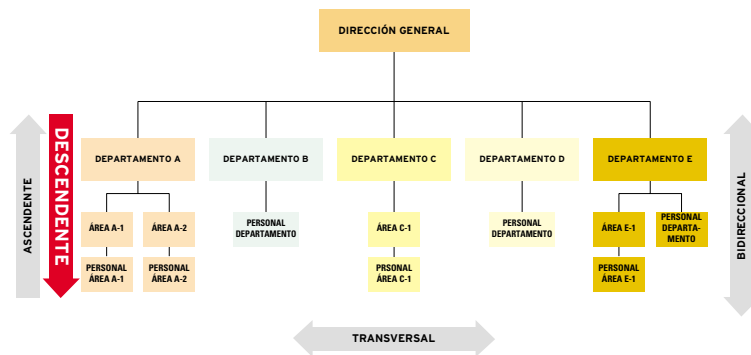 DIRECCIÓN GENERAL
ASCENDENTE
DESCENDENTE
DEPARTAMENTO A
DEPARTAMENTO B
DEPARTAMENTO C
DEPARTAMENTO D
DEPARTAMENTO E
BIDIRECCIONAL
ÁREA A-1
ÁREA A-2
PERSONAL
DEPARTAMENTO
ÁREA C-1
PERSONAL
DEPARTAMENTO
ÁREA E-1
PERSONAL
DEPARTA-
MENTO
PERSONAL
ÁREA A-1
PERSONAL
ÁREA A-2
PRSONAL
ÁREA C-1
PERSONAL
ÁREA E-1
TRANSVERSAL